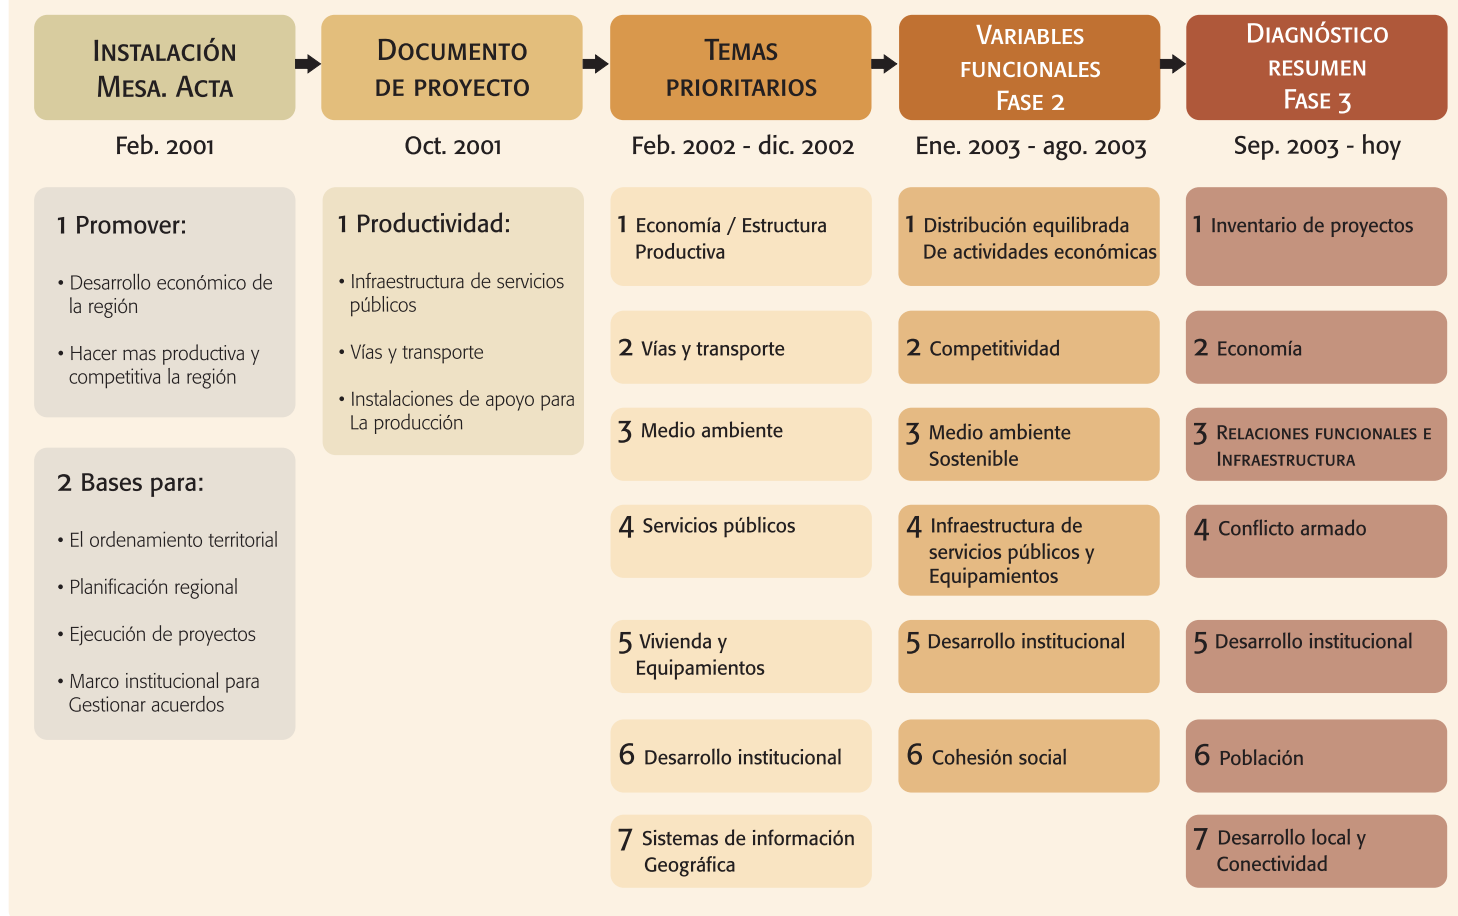 Instalación
Mesa. Acta
Feb. 2001
1 Promover:
• Desarrollo económico de
la región
• Hacer mas productiva y
competitiva la región
2 Bases para:
• El ordenamiento territorial
• Planificación regional
• Ejecución de proyectos
• Marco institucional para
Gestionar acuerdos
Documento
de proyecto
Oct. 2001
1 Productividad:
• Infraestructura de servicios
públicos
• Vías y transporte
• Instalaciones de apoyo para
La producción
Temas
prioritarios
Feb. 2002 - dic. 2002
1 Economía / Estructura
Productiva
2 Vías y transporte
3 Medio ambiente
4 Servicios públicos
5 Vivienda y
Equipamientos
6 Desarrollo institucional
7 Sistemas de información
Geográfica
Variables
funcionales
Fase 2
Ene. 2003 - ago. 2003
1 Distribución equilibrada
De actividades económicas
2 Competitividad
3 Medio ambiente
Sostenible
4 Infraestructura de
servicios públicos y
Equipamientos
5 Desarrollo institucional
6 Cohesión social
Diagnóstico
resumen
Fase 3
Sep. 2003 - hoy
1 Inventario de proyectos
2 Economía
3 Relaciones funcionales e
Infraestructura
4 Conflicto armado
5 Desarrollo institucional
6 Población
7 Desarrollo local y
Conectividad